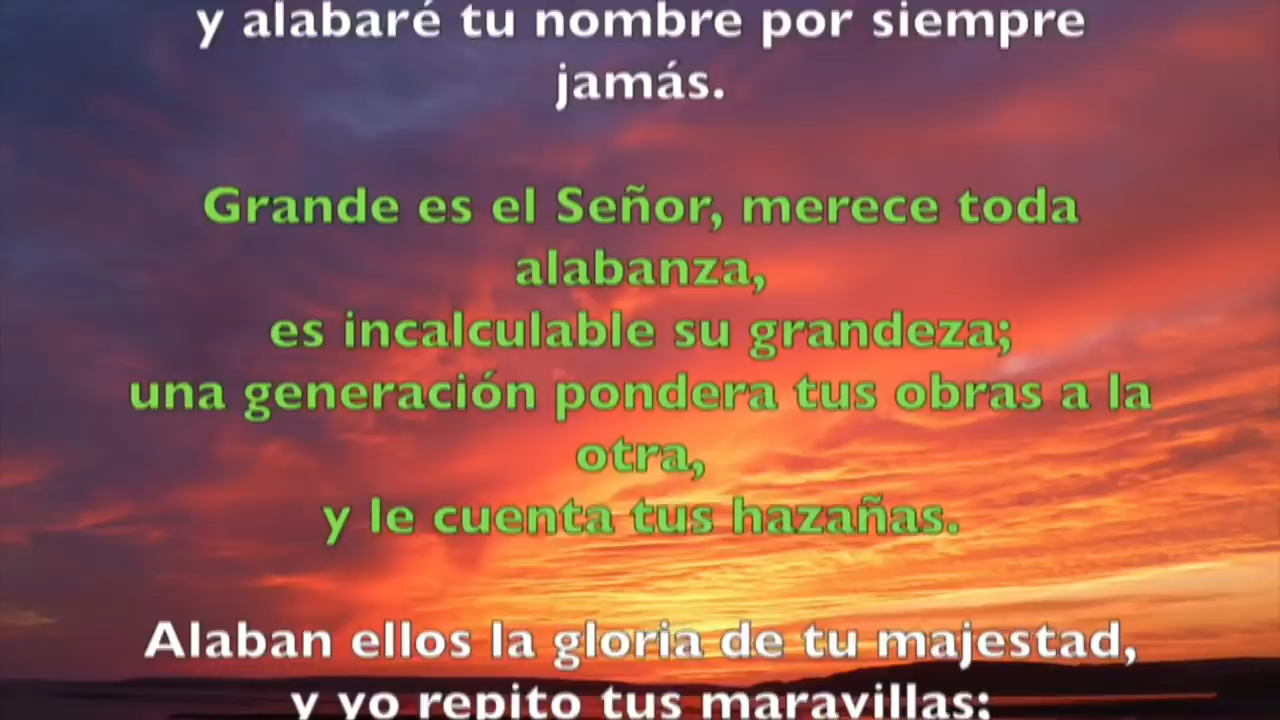 y alabaré tu nombre por siempre
jamás.
Grande es el Señor, merece toda
alabanza,
es incalculable su grandeza;
una generación pondera tus obras a la
otra,
y le cuenta tus hazañas.
Alaban ellos la gloria de tu majestad,
y yo repito tus maravillas;